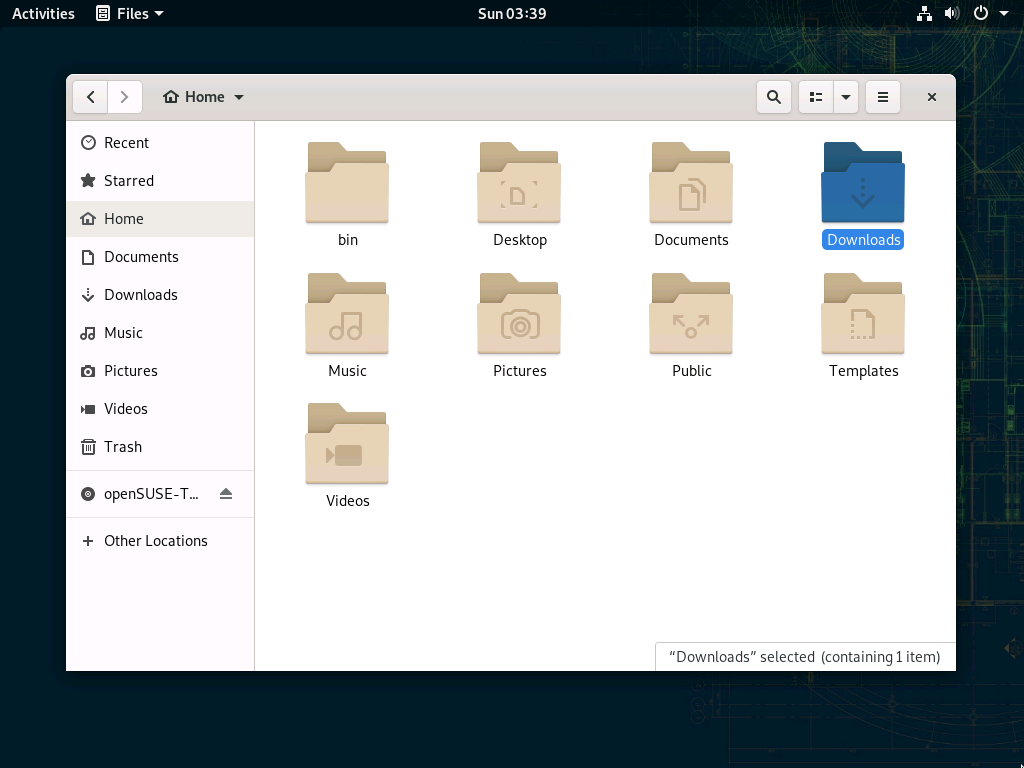 Activities Files Sun 03:39
Home
Recent
Starred
Home
Documents
Downloads
Music
Pictures
Videos
Trash
openSUSE-T...
Other Locations
bin Desktop Documents Downloads
Music Pictures Public Templates
Videos
“Downloads” selected (containing 1 item)